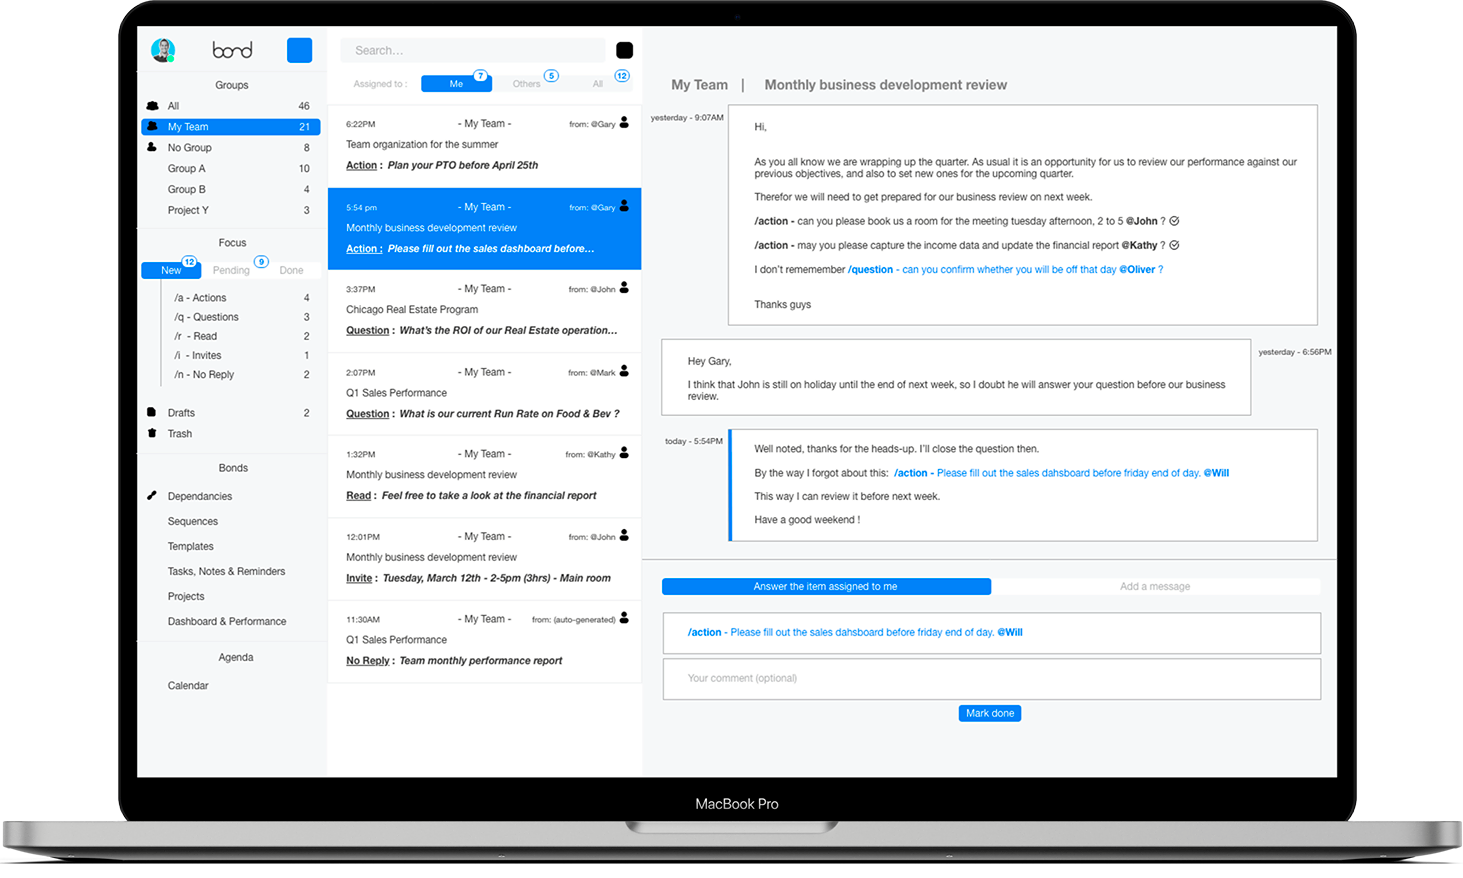 bond
Groups
All 46
My Team 21
No Group 8
Group A 10
Group B 4
Project Y 3
Focus
New 12 Pending 9 Done
/a - Actions 4
/q - Questions 3
/r - Read 2
/i - Invites 1
/n - No Reply 2
Drafts 2
Trash
Bonds
Dependancies
Sequences
Templates
Tasks, Notes & Reminders
Projects
Dashboard & Performance
Agenda
Calendar
Search...
Assigned to : Me 7 Others 5 All 12
6:22PM - My Team - from: @Gary
Team organization for the summer
Action : Plan your PTO before April 25th
5:54 pm - My Team - from: @Gary
Monthly business development review
Action : Please fill out the sales dashboard before...
3:37PM - My Team - from: @John
Chicago Real Estate Program
Question : What's the ROI of our Real Estate operation...
2:07PM - My Team - from: @Mark
Q1 Sales Performance
Question : What is our current Run Rate on Food & Bev ?
1:32PM - My Team - from: @Kathy
Monthly business development review
Read : Feel free to take a look at the financial report
12:01PM - My Team - from: @John
Monthly business development review
Invite : Tuesday, March 12th - 2-5pm (3hrs) - Main room
11:30AM - My Team - from: (auto-generated)
Q1 Sales Performance
No Reply : Team monthly performance report
My Team | Monthly business development review
yesterday - 9:07AM
Hi,
As you all know we are wrapping up the quarter. As usual it is an opportunity for us to review our performance against our
previous objectives, and also to set new ones for the upcoming quarter.
Therefor we will need to get prepared for our business review on next week.
/action - can you please book us a room for the meeting tuesday afternoon, 2 to 5 @John ?
/action - may you please capture the income data and update the financial report @Kathy ?
I don't rememember /question - can you confirm whether you will be off that day @Oliver ?
Thanks guys
yesterday - 6:56PM
Hey Gary,
I think that John is still on holiday until the end of next week, so I doubt he will answer your question before our business
review.
today - 5:54PM
Well noted, thanks for the heads-up. I'll close the question then.
By the way I forgot about this: /action - Please fill out the sales dahsboard before friday end of day. @Will
This way I can review it before next week.
Have a good weekend !
Answer the item assigned to me Add a message
/action - Please fill out the sales dahsboard before friday end of day. @Will
Your comment (optional)
Mark done
MacBook Pro